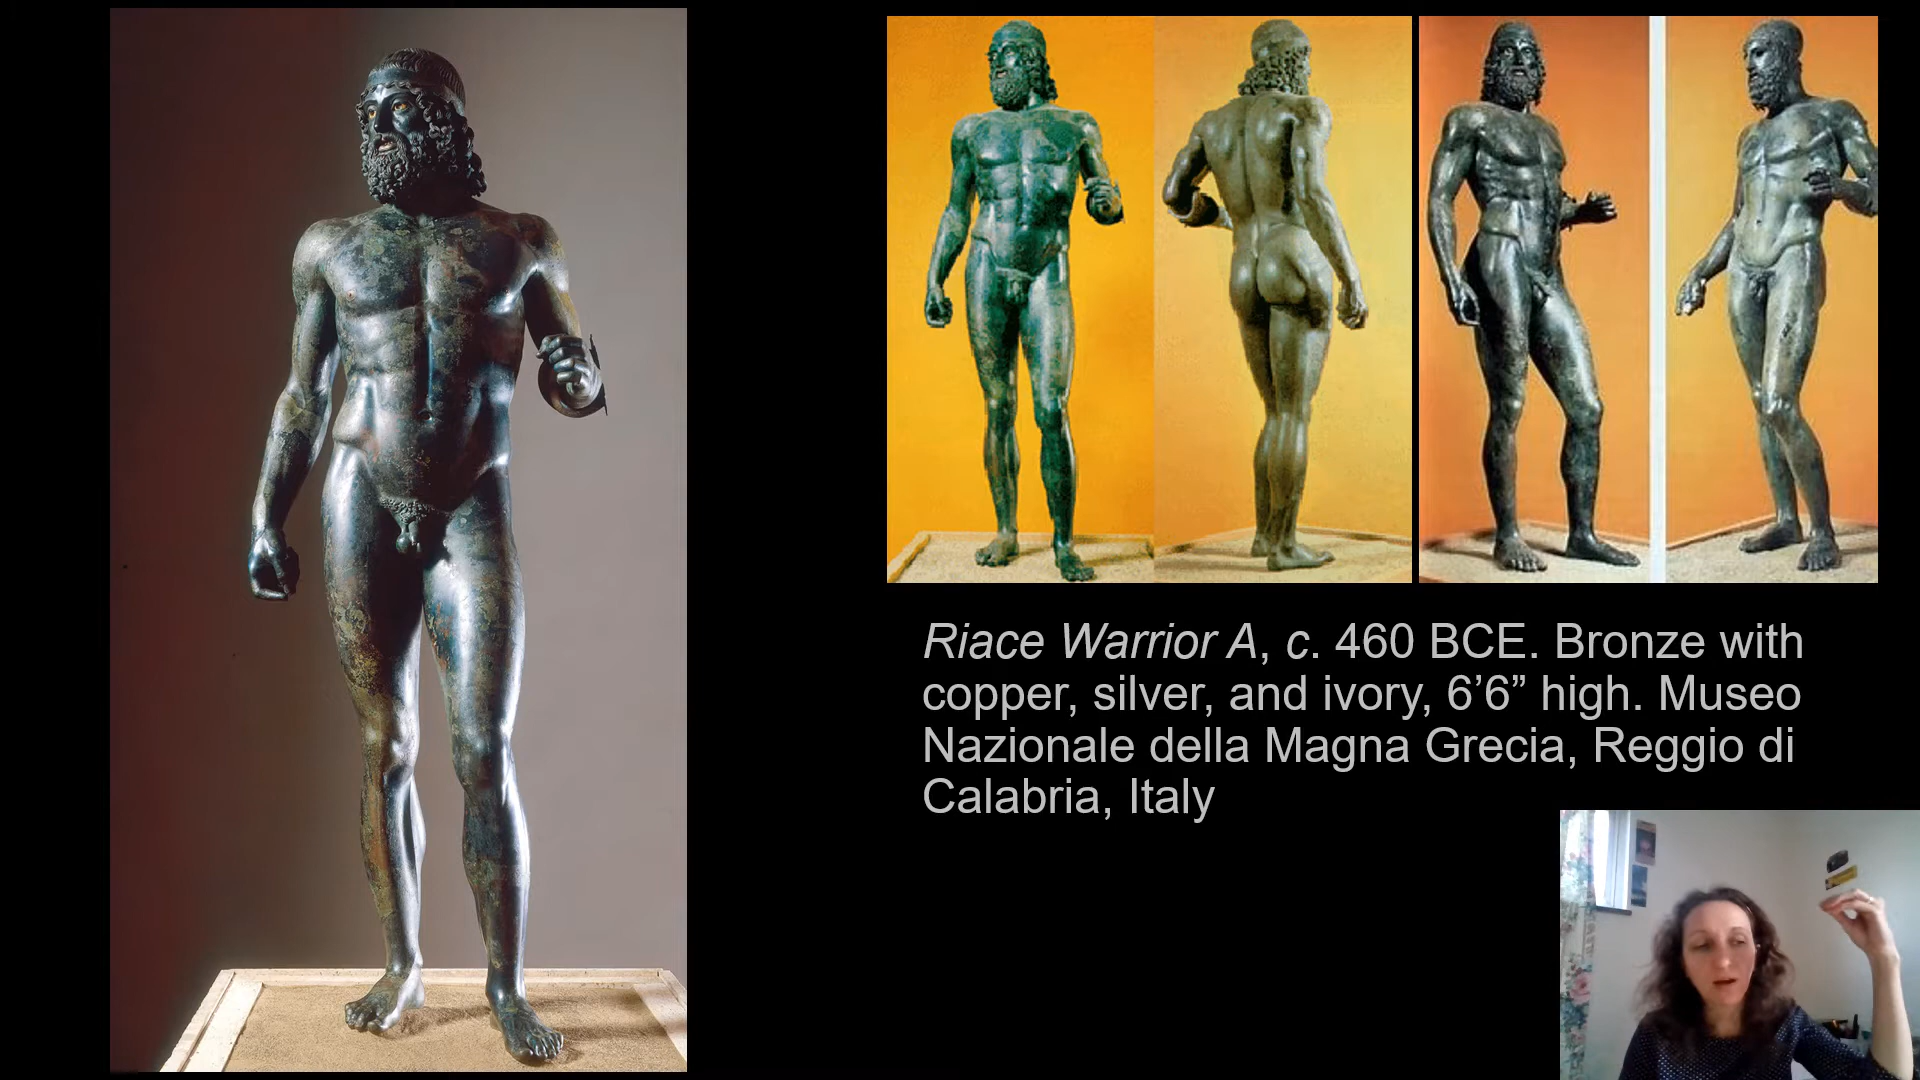 Riace Warrior A, c. 460 BCE. Bronze with
copper, silver, and ivory, 6’6” high. Museo
Nazionale della Magna Grecia, Reggio di
Calabria, Italy